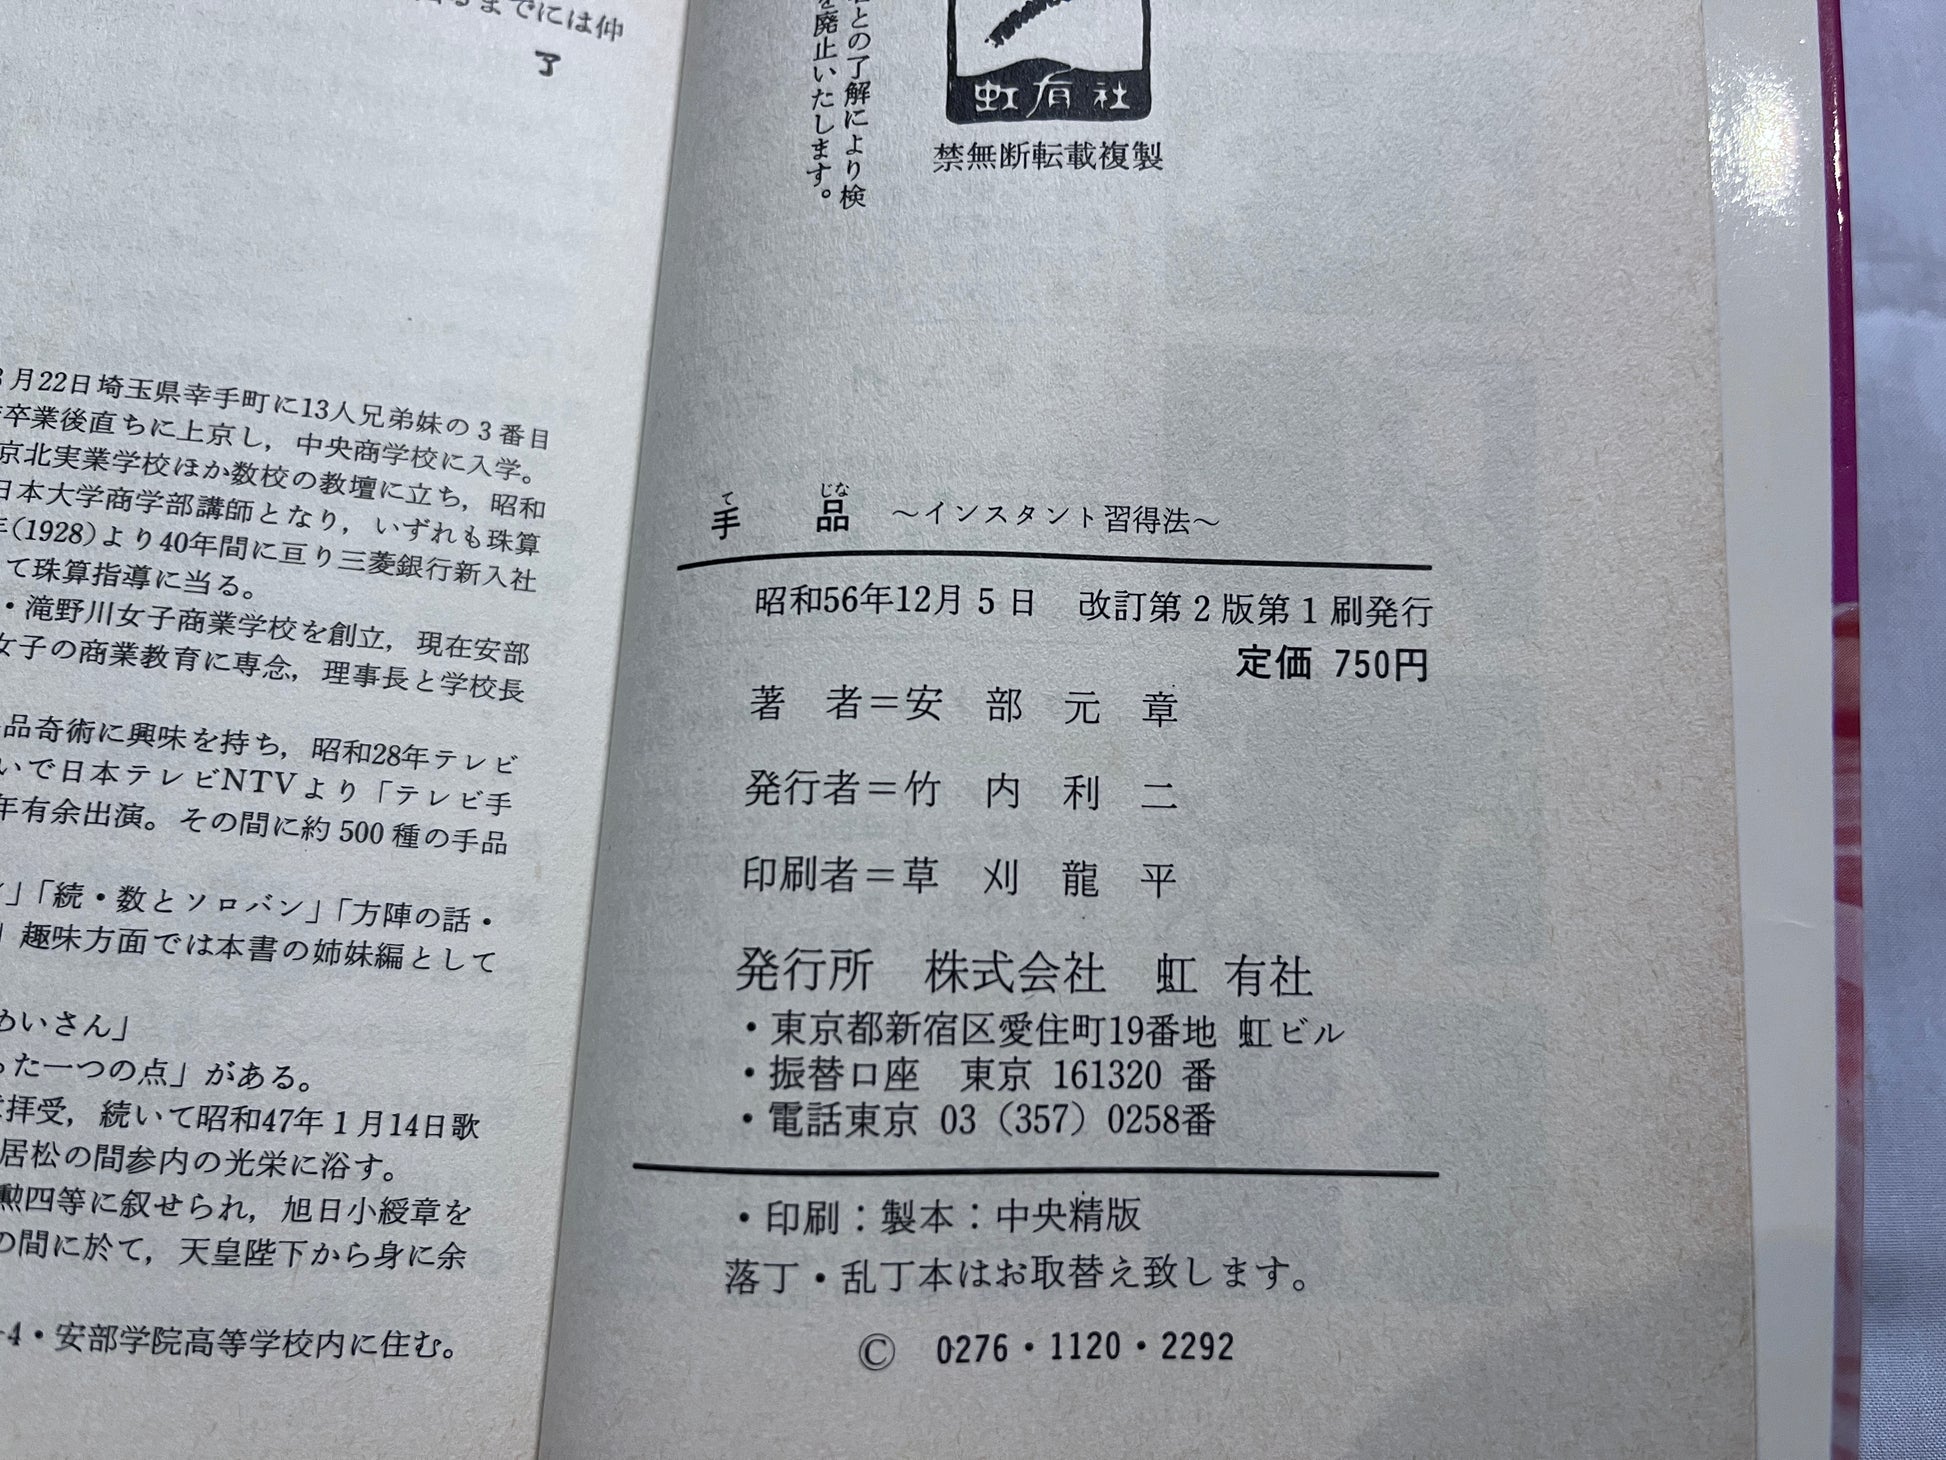 までには仲
了
月22日埼玉県幸手町に13人兄弟妹の3番目
卒業後直ちに上京し，中央商学校に入学。
京北実業学校ほか数校の教壇に立ち，昭和
日本大学商学部講師となり，いずれも珠算
年(1928)より40年間に亘り三菱銀行新入社
て珠算指導に当る。
・滝野川女子商業学校を創立，現在安部
女子の商業教育に専念，理事長と学校長
品奇術に興味を持ち，昭和28年テレビ
いで日本テレビNTVより「テレビ手
年有余出演。その間に約500種の手品
」「続・数とソロバン」「方陣の話・
」趣味方面では本書の姉妹編として
めいさん」
った一つの点」がある。
拝受，続いて昭和47年1月14日歌
居松の間参内の光栄に浴す。
勲四等に叙せられ，旭日小綬章を
の間に於て，天皇陛下から身に余
4・安部学院高等学校内に住む。
との了解により検
を廃止いたします。
虹有社
禁無断転載複製
て じな
手品 〜インスタント習得法〜
昭和56年12月5日 改訂第2版第1刷発行
定価 750円
著者＝安部元章
発行者＝竹内利二
印刷者＝草刈龍平
発行所 株式会社 虹有社
・東京都新宿区愛住町19番地 虹ビル
・振替口座 東京 161320 番
・電話東京 03（357）0258番
・印刷：製本：中央精版
落丁・乱丁本はお取替え致します。
© 0276・1120・2292